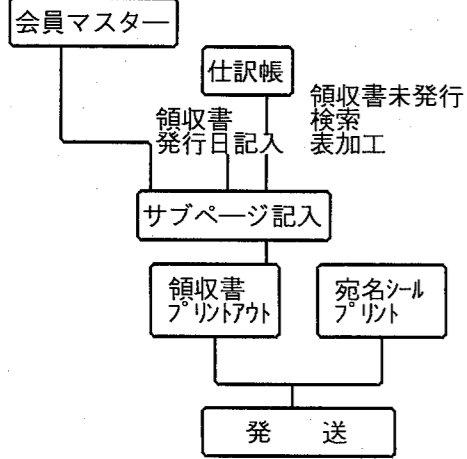 会員マスター
仕訳帳
領収書未発行
検索
表加工
領収書
発行日記入
サブページ記入
領収書
プリントアウト
宛名シール
プリント
発　送